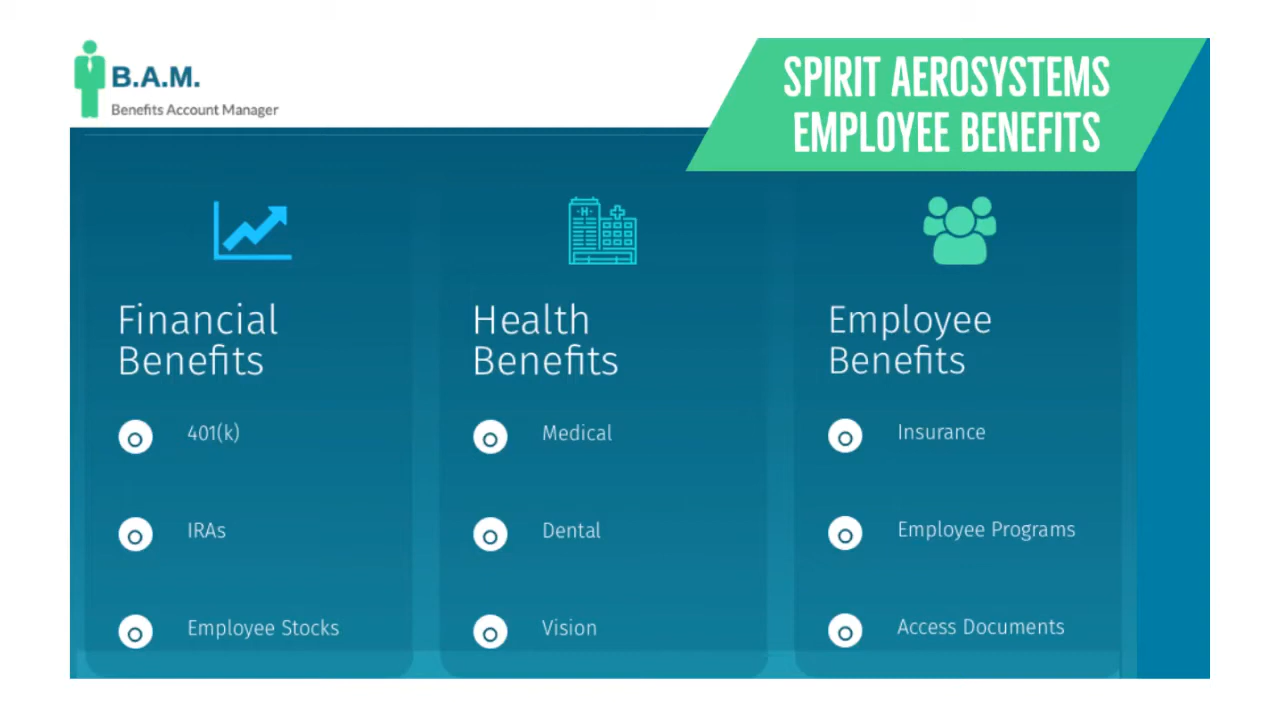 B.A.M.
Benefits Account Manager
SPIRIT AEROSYSTEMS
EMPLOYEE BENEFITS
Financial
Benefits
401(k)
IRAs
Employee Stocks
H
Health
Benefits
Medical
Dental
Vision
Employee
Benefits
Insurance
Employee Programs
Access Documents